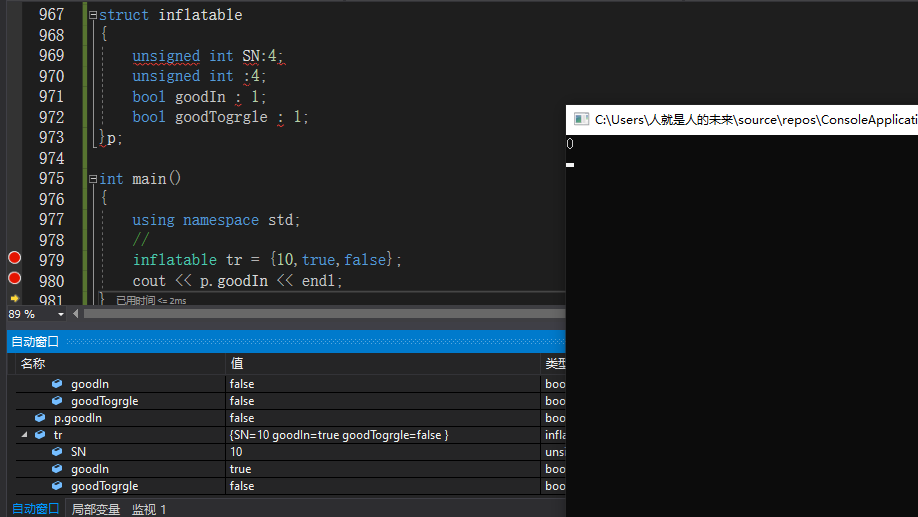 967 struct inflatable
968 {
969 unsigned int SN:4;
970 unsigned int :4;
971 bool goodIn : 1;
972 bool goodTogrgle : 1;
973 }p;
974
975 int main()
976 {
977 using namespace std;
978 //
979 inflatable tr = {10,true,false};
980 cout << p.goodIn << endl;
981 } 已用时间 <= 2ms
89 %
C:\Users\人就是人的未来\source\repos\ConsoleApplicati
0
自动窗口
名称 值 类型
goodIn false boo
goodTogrgle false boo
p.goodIn false boo
tr {SN=10 goodIn=true goodTogrgle=false } infla
SN 10 unsi
goodIn true boo
goodTogrgle false boo
自动窗口 局部变量 监视 1